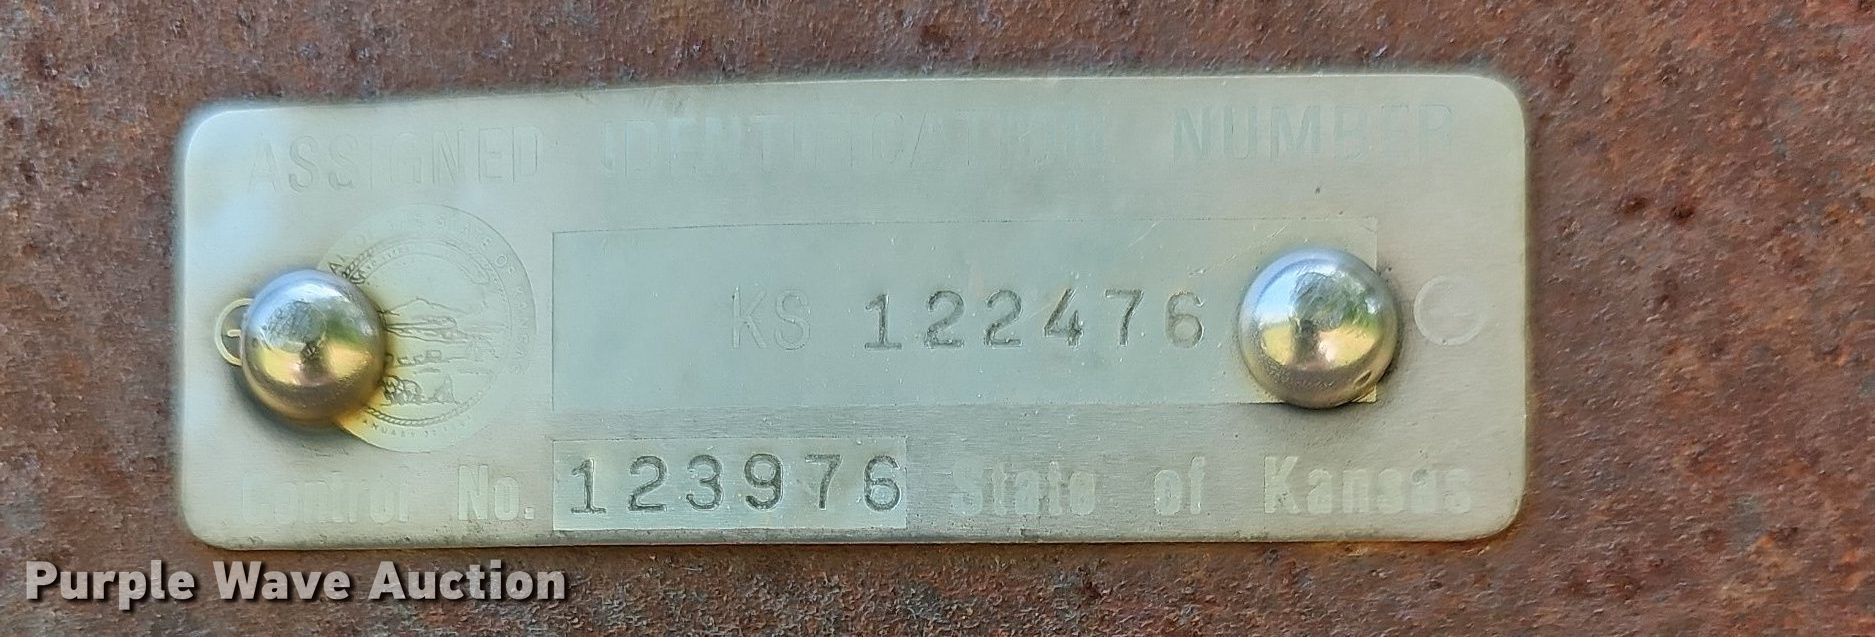 ASSIGNED IDENTIFICATION NUMBER
KS 122476
Control No. 123976 State of Kansas
Purple Wave Auction